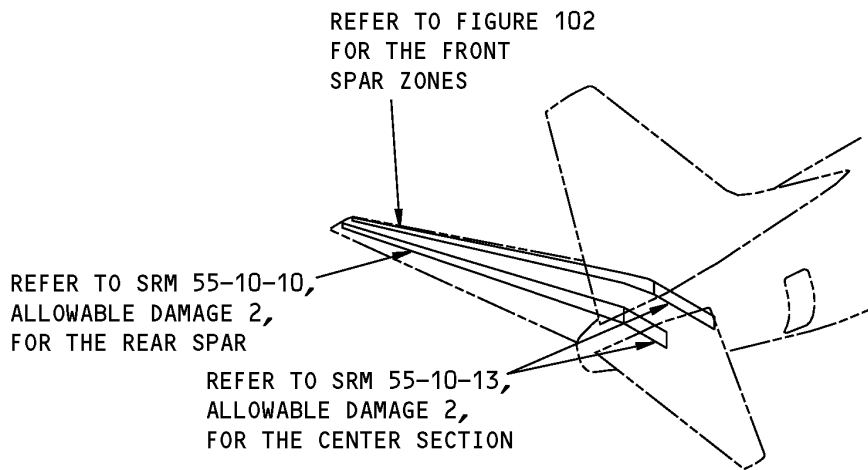 REFER TO FIGURE 102
FOR THE FRONT
SPAR ZONES
REFER TO SRM 55-10-10,
ALLOWABLE DAMAGE 2,
FOR THE REAR SPAR
REFER TO SRM 55-10-13,
ALLOWABLE DAMAGE 2,
FOR THE CENTER SECTION